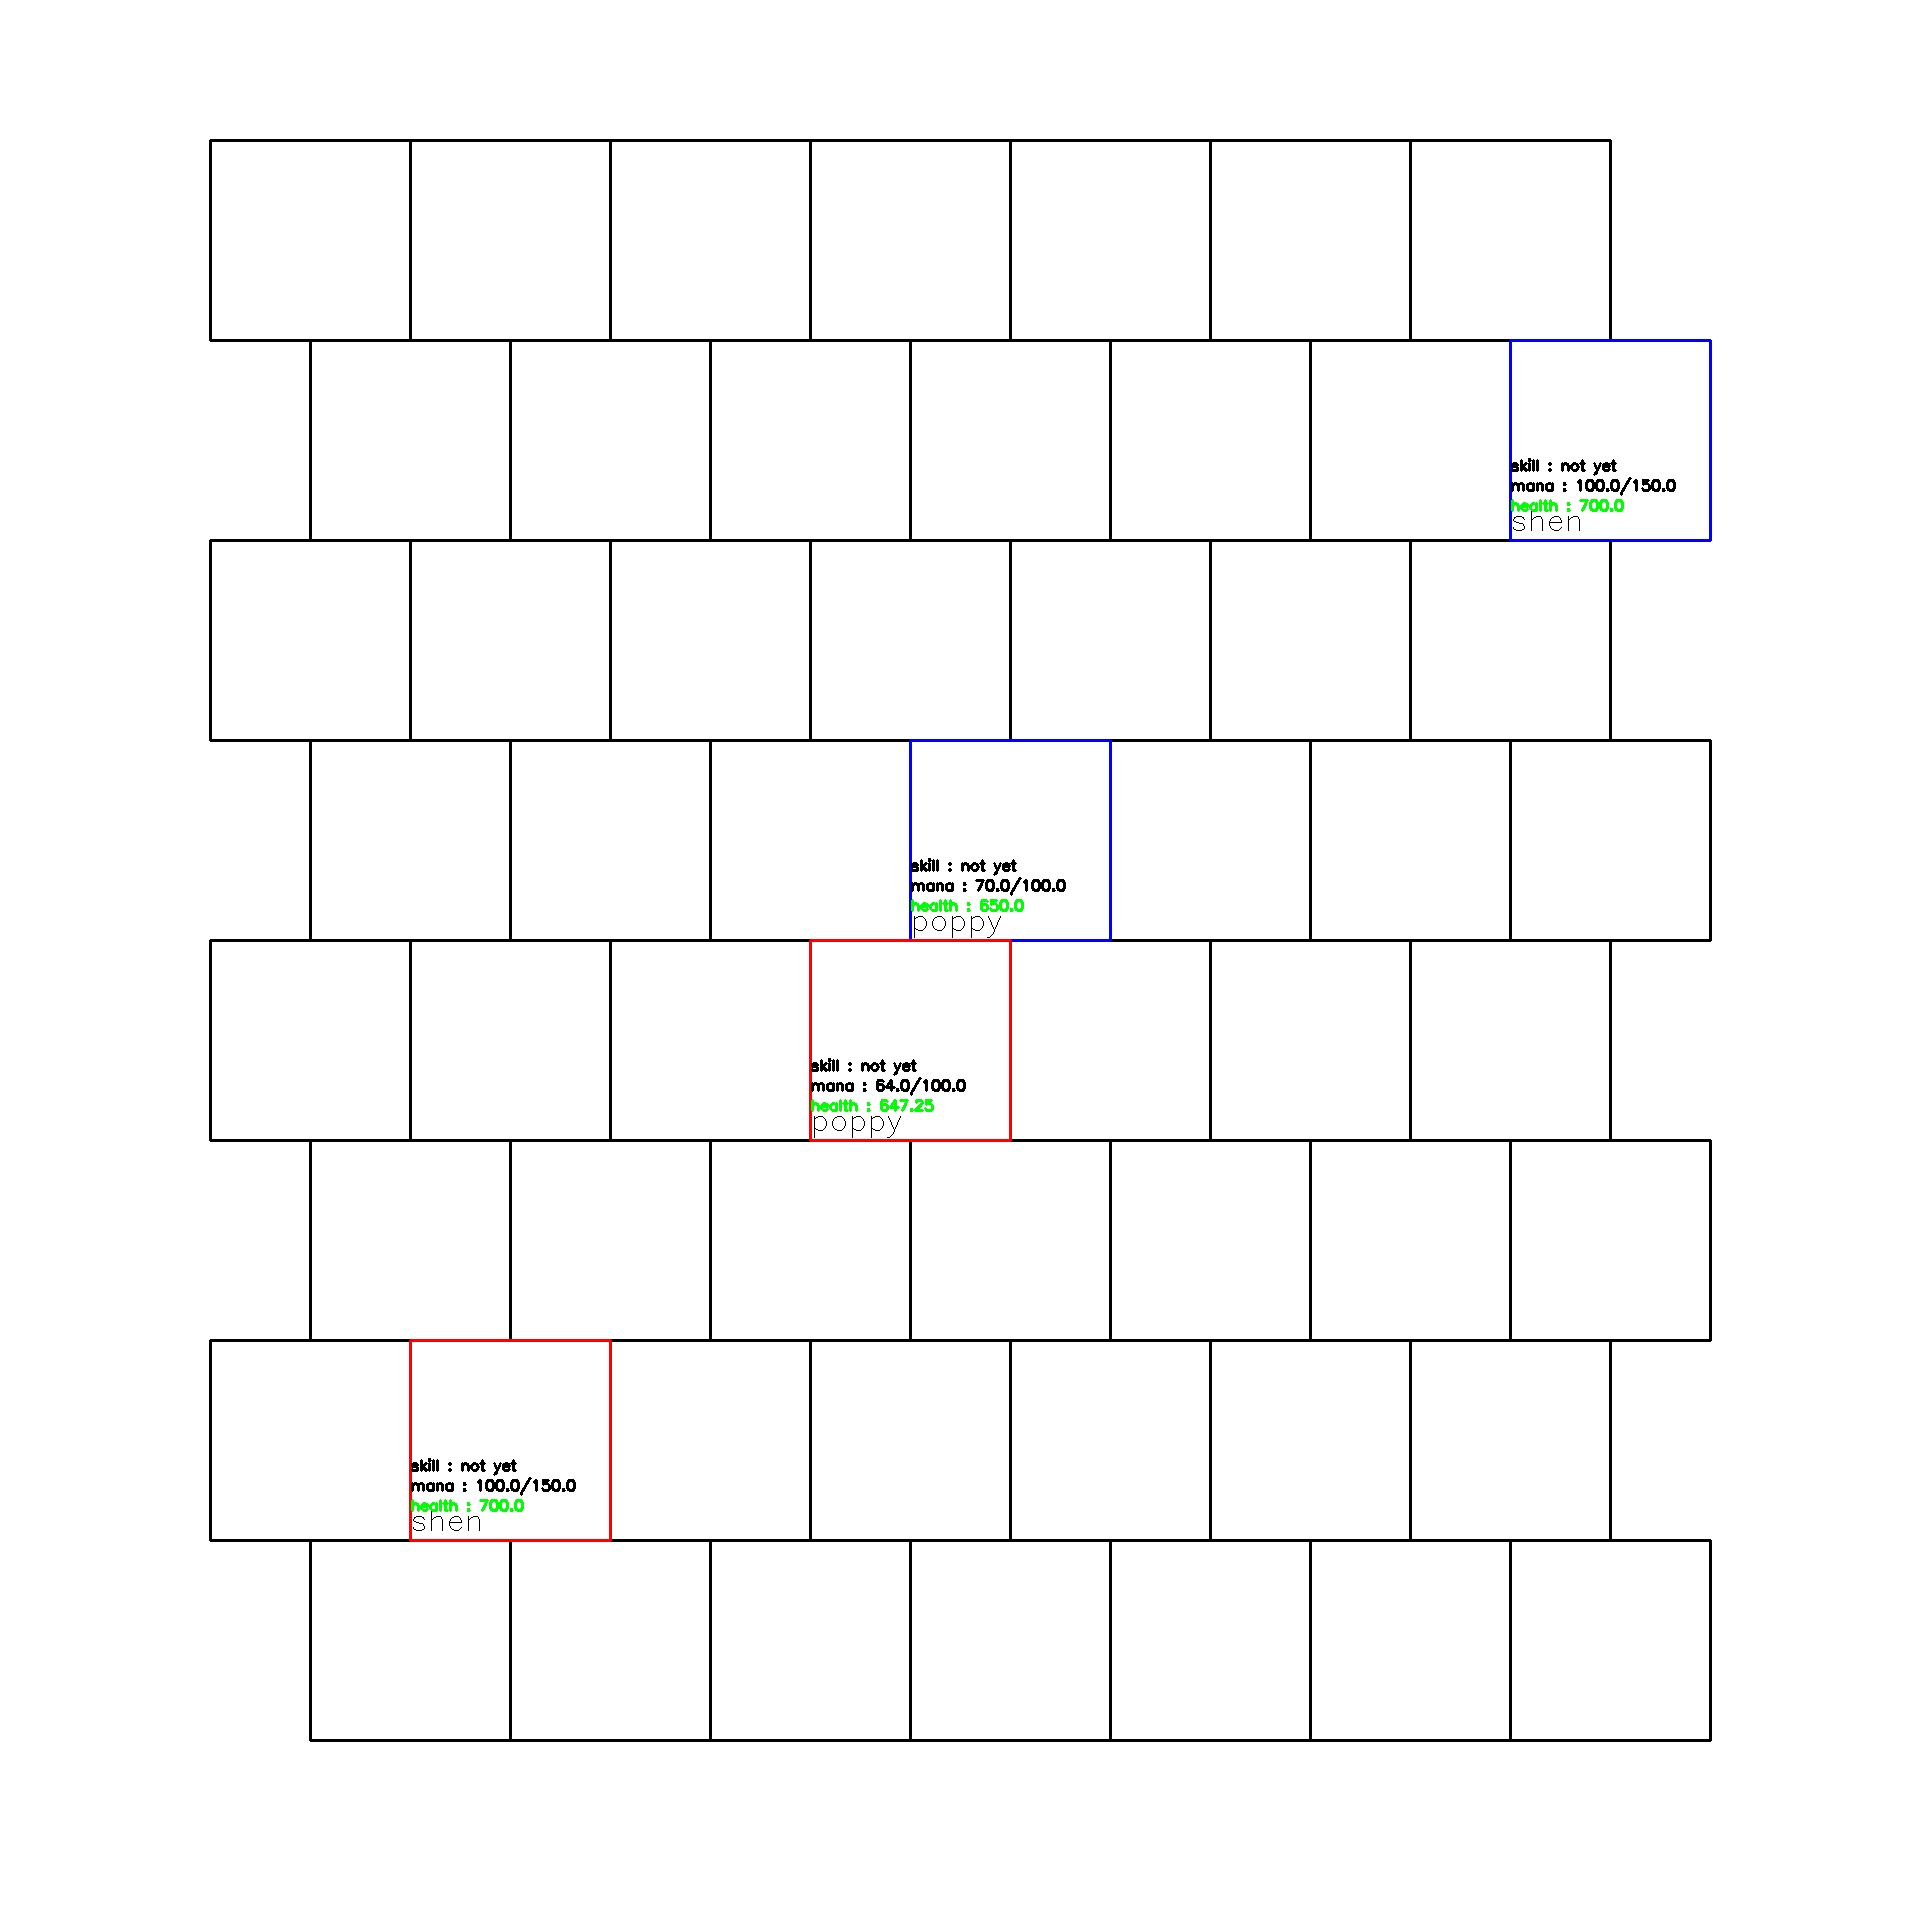 skill : not yet
mana : 100.0/150.0
health : 700.0
shen
skill : not yet
mana : 70.0/100.0
health : 650.0
poppy
skill : not yet
mana : 64.0/100.0
health : 647.25
poppy
skill : not yet
mana : 100.0/150.0
health : 700.0
shen